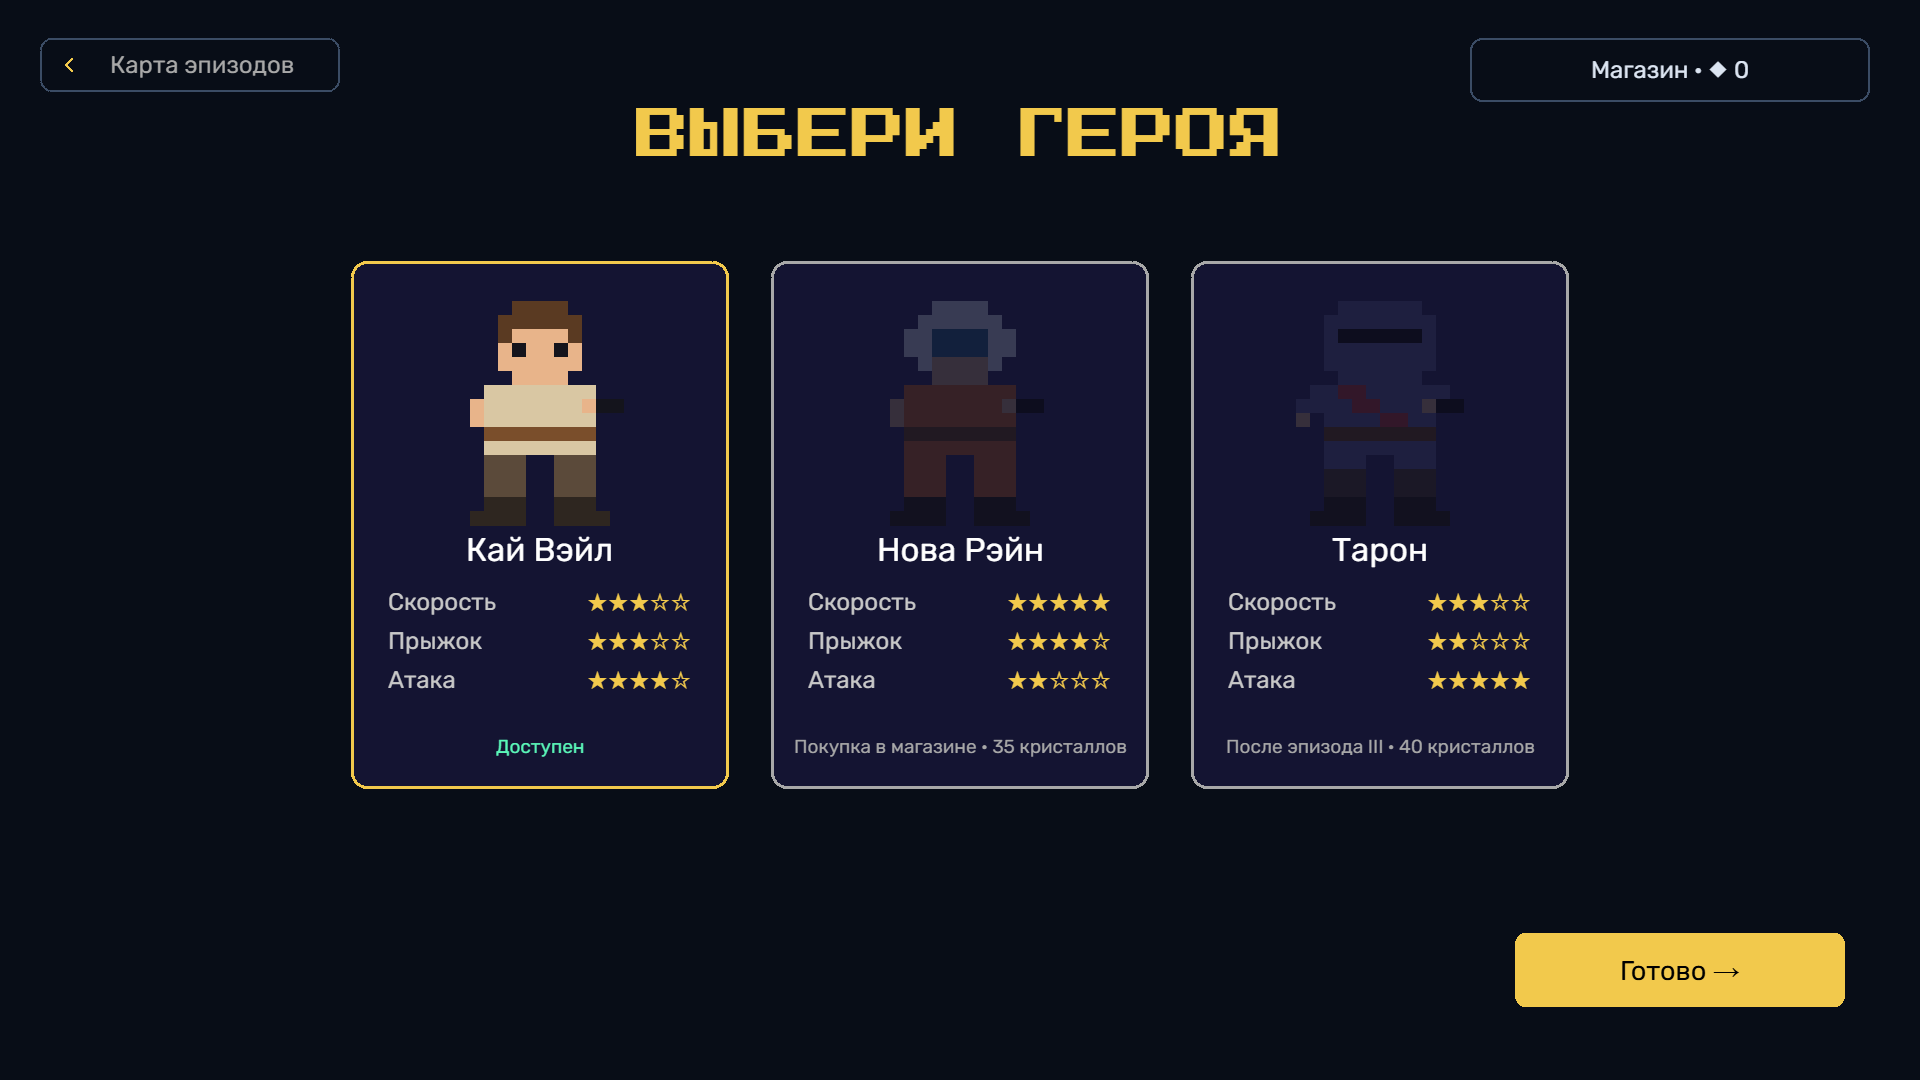 Карта эпизодов
Магазин • ◆ 0
ВЫБЕРИ ГЕРОЯ
Кай Вэйл
Скорость ★★★☆☆
Прыжок ★★★☆☆
Атака ★★★★☆
Доступен
Нова Рэйн
Скорость ★★★★★
Прыжок ★★★★☆
Атака ★★☆☆☆
Покупка в магазине • 35 кристаллов
Тарон
Скорость ★★★☆☆
Прыжок ★★☆☆☆
Атака ★★★★★
После эпизода III • 40 кристаллов
Готово →